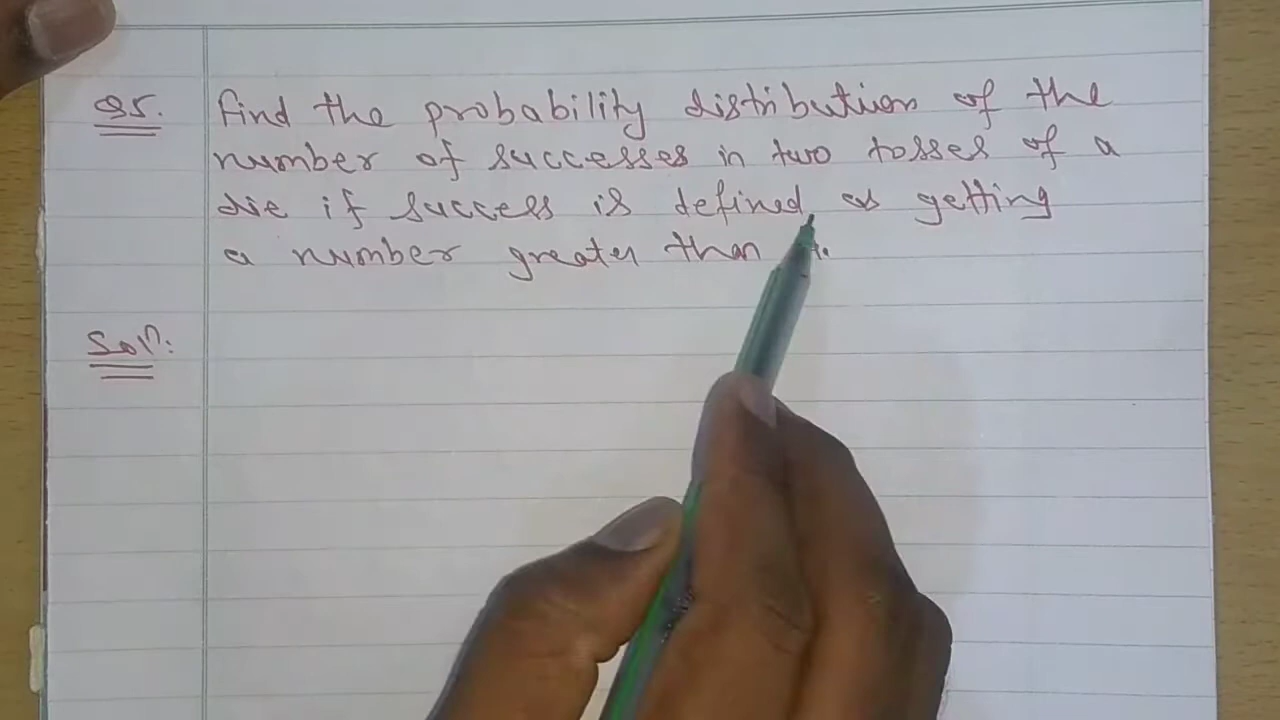 Q5. Find the probability distribution of the
number of successes in two tosses of a
die if success is defined as getting
a number greater than
Solⁿ: